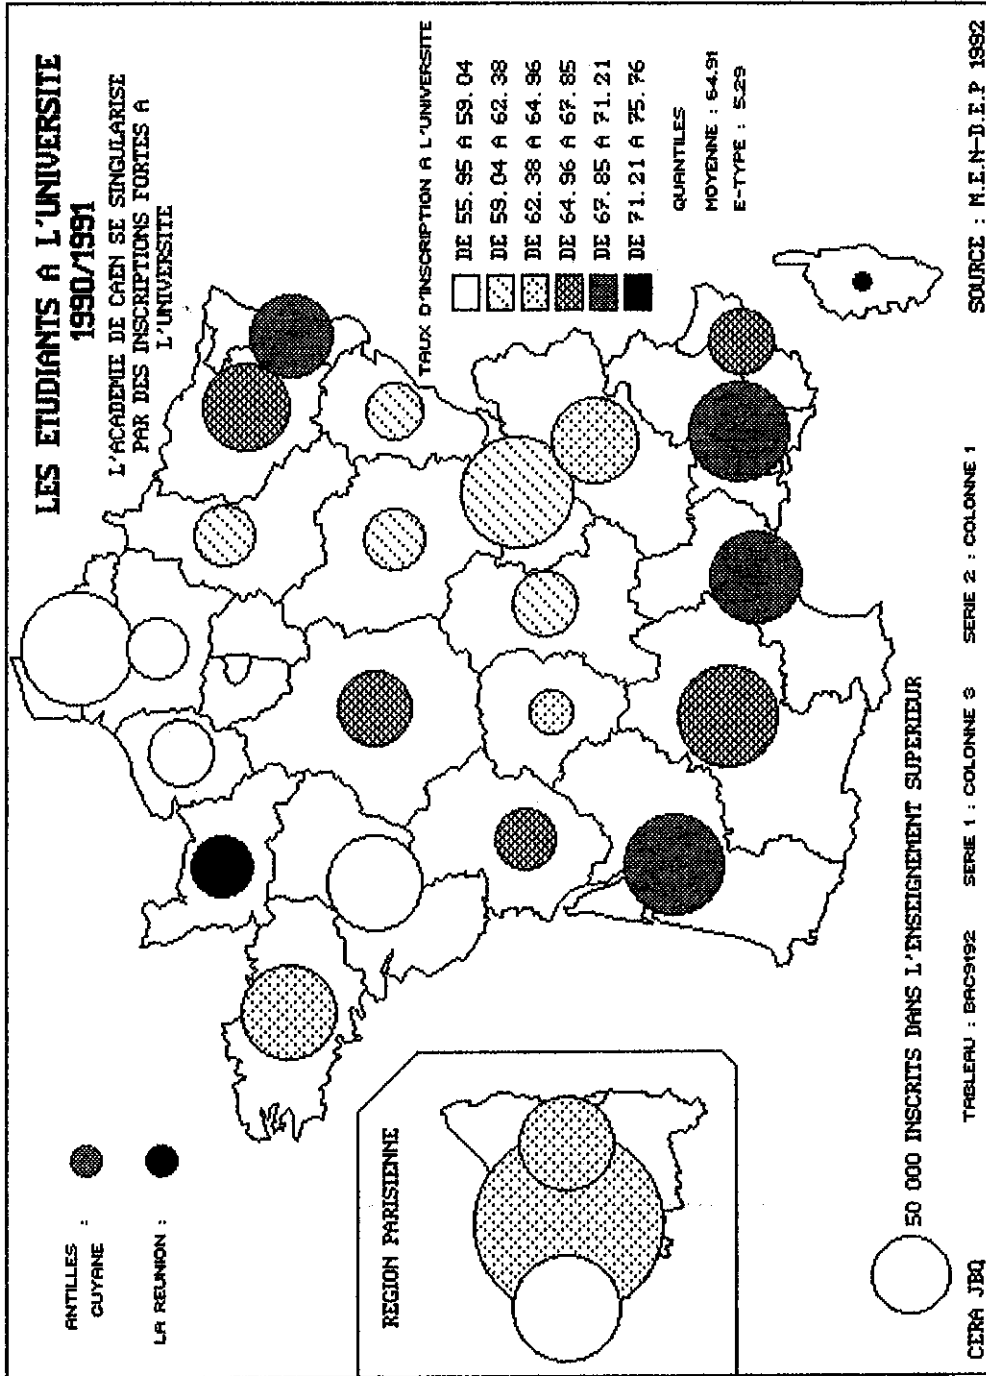 LES ETUDIANTS A L'UNIVERSITE
1990/1991
L'ACADEMIE DE CAEN SE SINGULARISE
PAR DES INSCRIPTIONS FORTES A
L'UNIVERSITE
ANTILLES :
GUYANE
LA REUNION :
TAUX D'INSCRIPTION A L'UNIVERSITE
DE 55.95 A 59.04
DE 59.04 A 62.38
DE 62.38 A 64.96
DE 64.96 A 67.85
DE 67.85 A 71.21
DE 71.21 A 75.76
QUANTILES
MOYENNE : 64.91
E-TYPE : 5.29
REGION PARISIENNE
50 000 INSCRITS DANS L'ENSEIGNEMENT SUPERIEUR
TABLEAU : BAC9192 SERIE 1 : COLONNE 3 SERIE 2 : COLONNE 1
CERA JBQ SOURCE : M.E.N-D.E.P 1992